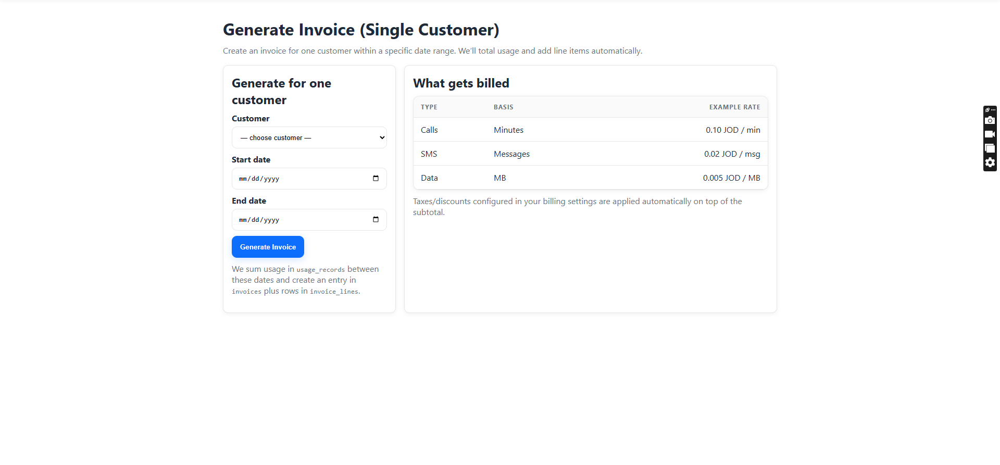 Generate Invoice (Single Customer)
Create an invoice for one customer within a specific date range. We’ll total usage and add line items automatically.
Generate for one
customer
Customer
— choose customer —
Start date
mm/dd/yyyy
End date
mm/dd/yyyy
Generate Invoice
We sum usage in usage_records between
these dates and create an entry in
invoices plus rows in invoice_lines.
What gets billed
TYPE BASIS EXAMPLE RATE
Calls Minutes 0.10 JOD / min
SMS Messages 0.02 JOD / msg
Data MB 0.005 JOD / MB
Taxes/discounts configured in your billing settings are applied automatically on top of the
subtotal.